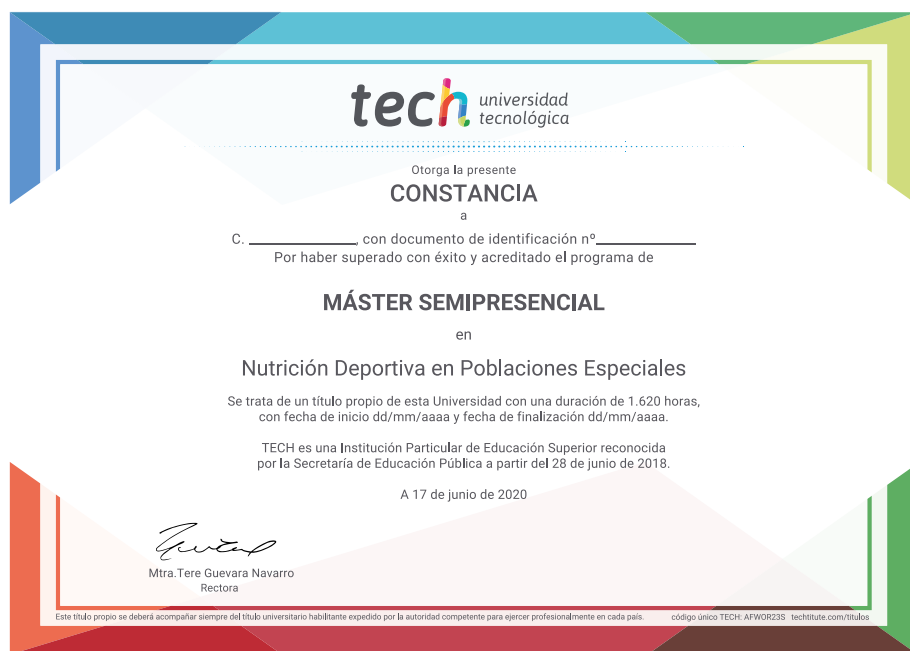 tech universidad
tecnológica
Otorga la presente
CONSTANCIA
a
C. ______________, con documento de identificación nº_____________
Por haber superado con éxito y acreditado el programa de
MÁSTER SEMIPRESENCIAL
en
Nutrición Deportiva en Poblaciones Especiales
Se trata de un título propio de esta Universidad con una duración de 1.620 horas,
con fecha de inicio dd/mm/aaaa y fecha de finalización dd/mm/aaaa.
TECH es una Institución Particular de Educación Superior reconocida
por la Secretaría de Educación Pública a partir del 28 de junio de 2018.
A 17 de junio de 2020
Mtra.Tere Guevara Navarro
Rectora
Este título propio se deberá acompañar siempre del título universitario habilitante expedido por la autoridad competente para ejercer profesionalmente en cada país. código único TECH: AFWOR23S techtitute.com/titulos